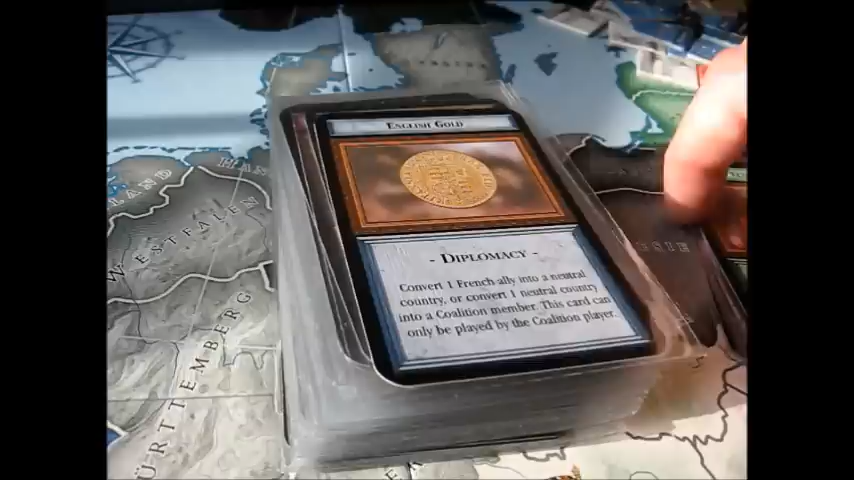 English Gold
- Diplomacy -
Convert 1 French ally into a neutral
country, or convert 1 neutral country
into a Coalition member. This card can
only be played by the Coalition player.
Han
Westfalen
Württemberg